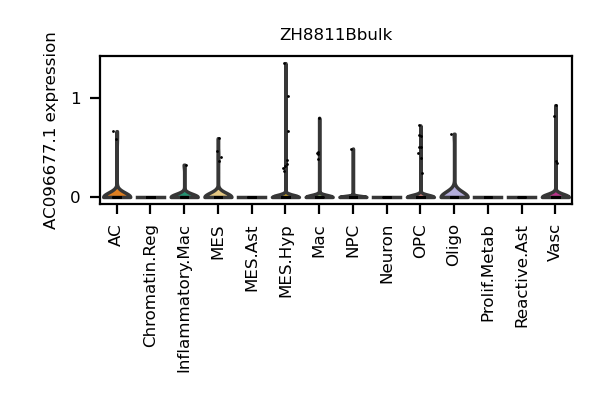 ZH8811Bbulk
AC096677.1 expression
1
0
AC
Chromatin.Reg
Inflammatory.Mac
MES
MES.Ast
MES.Hyp
Mac
NPC
Neuron
OPC
Oligo
Prolif.Metab
Reactive.Ast
Vasc